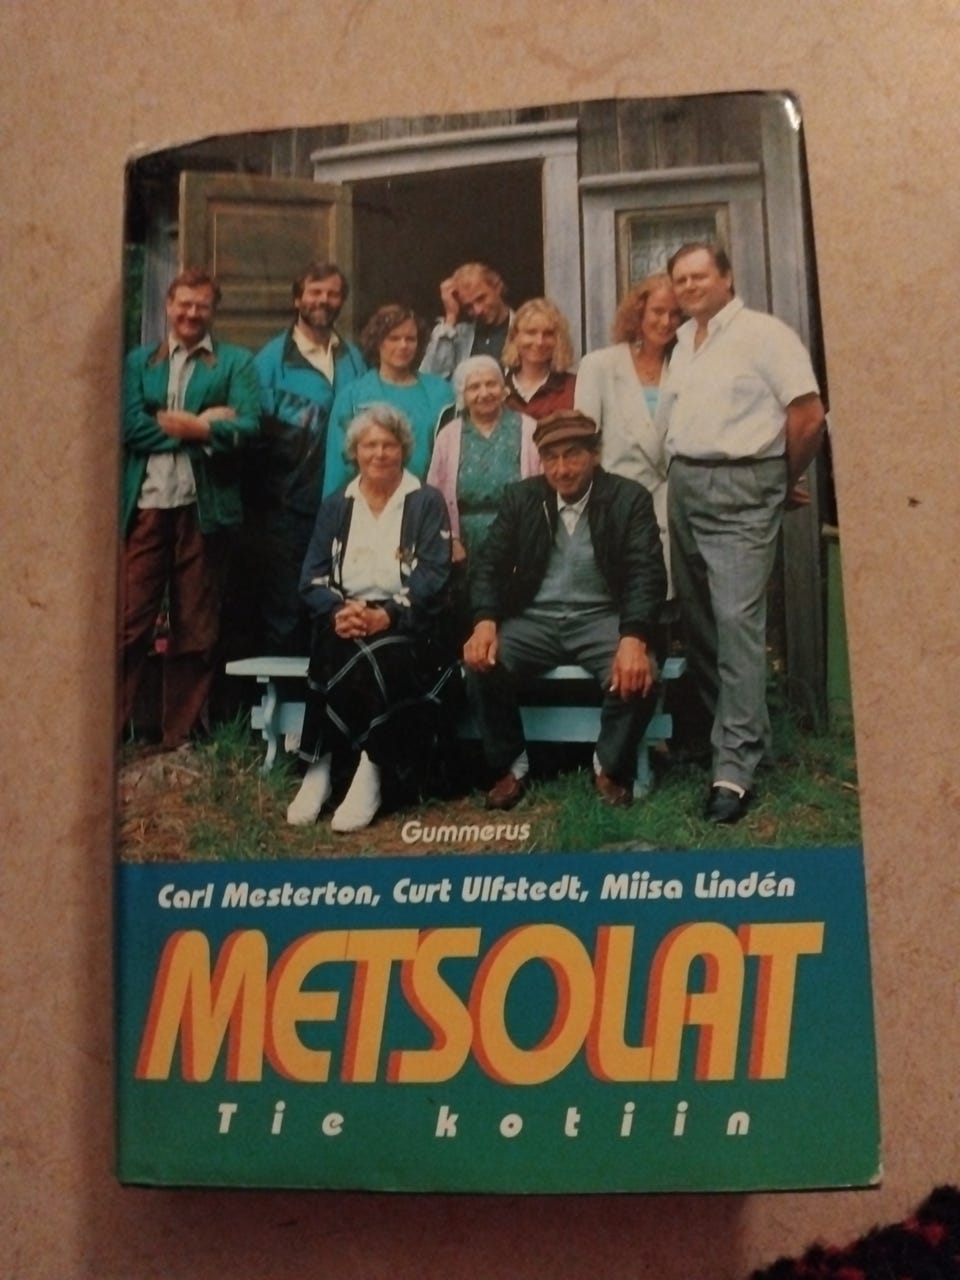 Gummerus
Carl Mesterton, Curt Ulfstedt, Miisa Lindén
METSOLAT
Tie kotiin